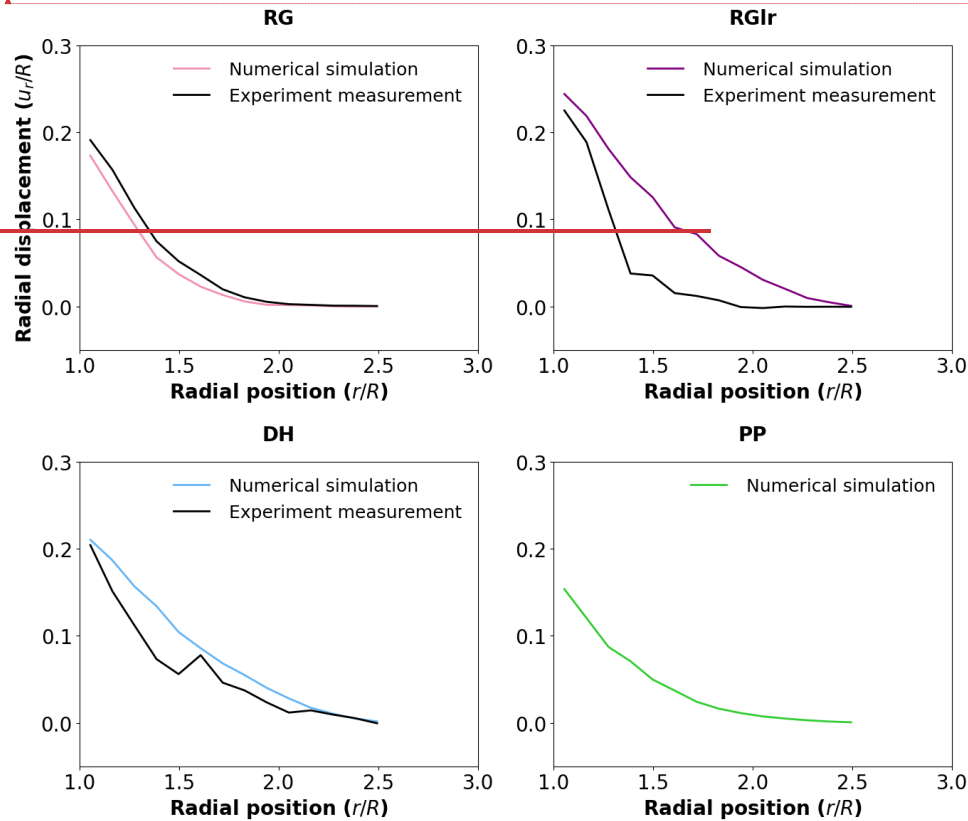 RG
Numerical simulation
Experiment measurement
0.3
0.2
0.1
0.0
Radial displacement (u_r/R)
1.0 1.5 2.0 2.5 3.0
Radial position (r/R)
RGlr
Numerical simulation
Experiment measurement
0.3
0.2
0.1
0.0
1.0 1.5 2.0 2.5 3.0
Radial position (r/R)
DH
Numerical simulation
Experiment measurement
0.3
0.2
0.1
0.0
1.0 1.5 2.0 2.5 3.0
Radial position (r/R)
PP
Numerical simulation
0.3
0.2
0.1
0.0
1.0 1.5 2.0 2.5 3.0
Radial position (r/R)